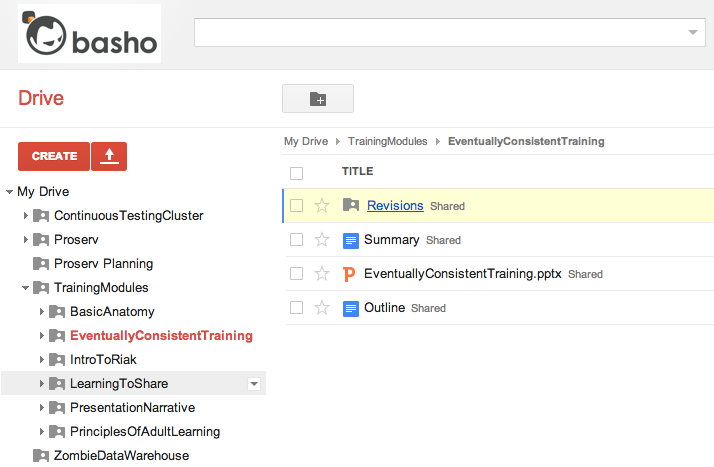 basho
Drive
CREATE
My Drive
ContinuousTestingCluster
Proserv
Proserv Planning
TrainingModules
BasicAnatomy
EventuallyConsistentTraining
IntroToRiak
LearningToShare
PresentationNarrative
PrinciplesOfAdultLearning
ZombieDataWarehouse
My Drive TrainingModules EventuallyConsistentTraining
TITLE
Revisions Shared
Summary Shared
P EventuallyConsistentTraining.pptx Shared
Outline Shared